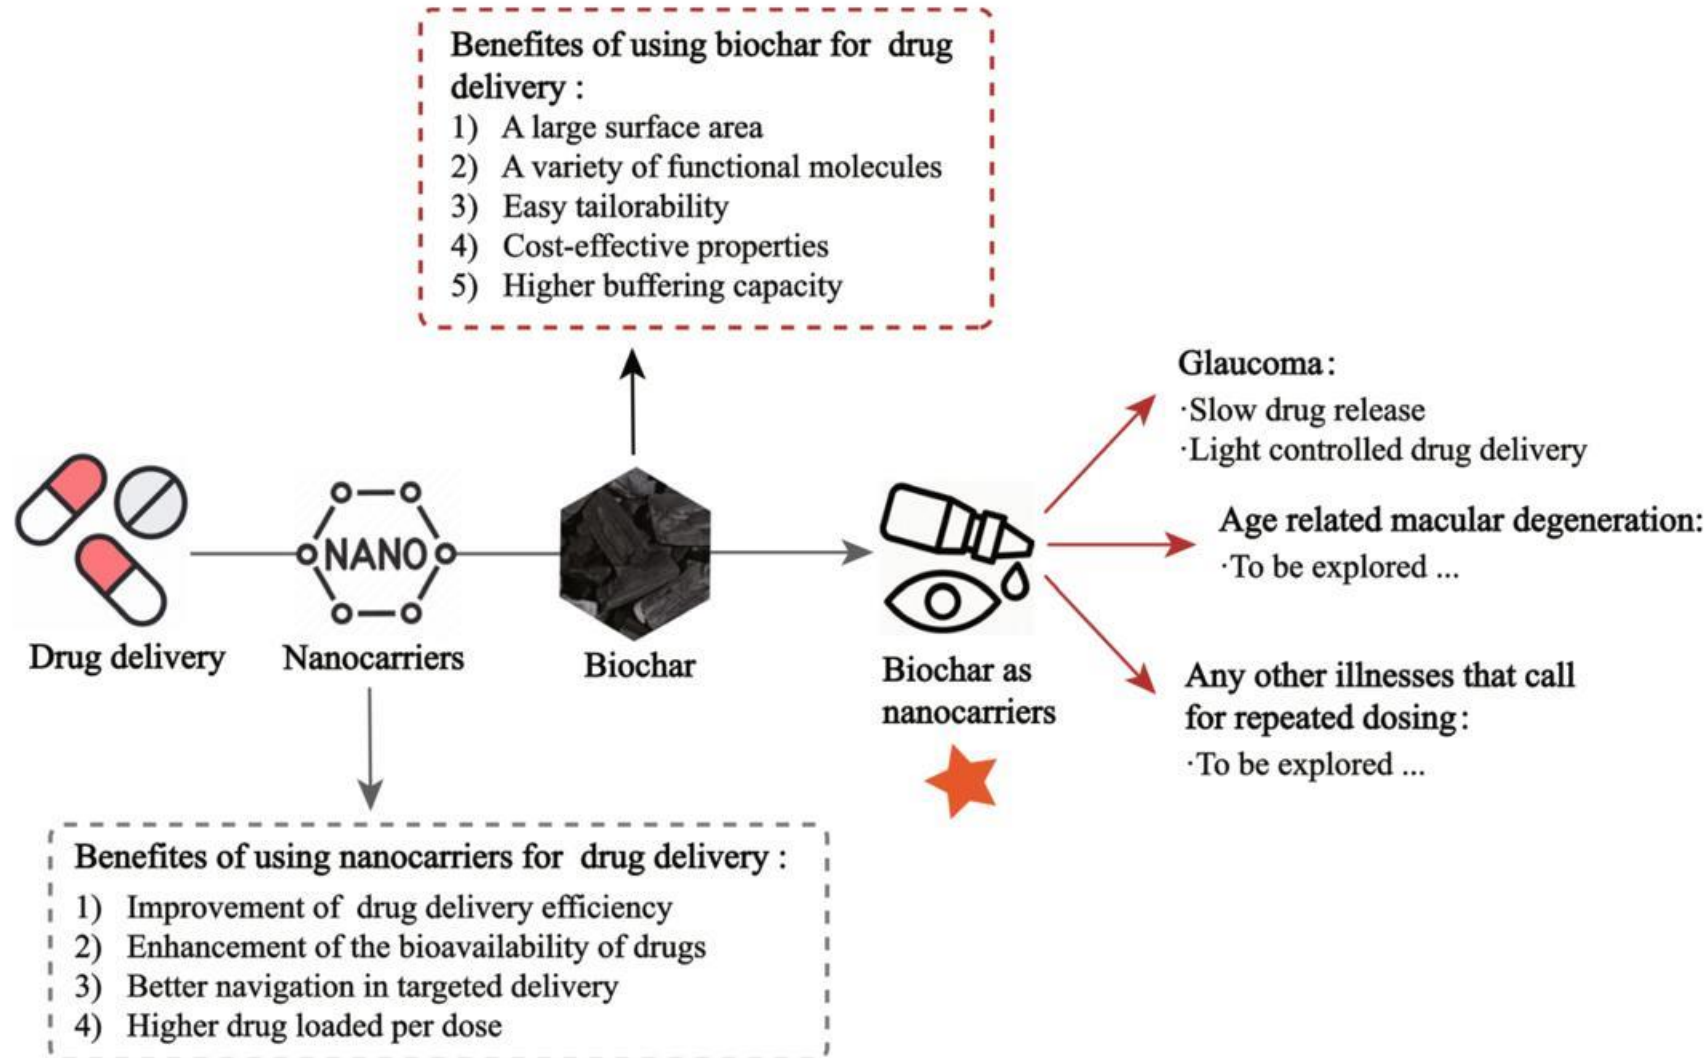 Benefites of using biochar for drug
delivery :
1) A large surface area
2) A variety of functional molecules
3) Easy tailorability
4) Cost-effective properties
5) Higher buffering capacity
Glaucoma:
·Slow drug release
·Light controlled drug delivery
Age related macular degeneration:
·To be explored ...
Any other illnesses that call
for repeated dosing:
·To be explored ...
NANO
Drug delivery
Nanocarriers
Biochar
Biochar as
nanocarriers
Benefites of using nanocarriers for drug delivery :
1) Improvement of drug delivery efficiency
2) Enhancement of the bioavailability of drugs
3) Better navigation in targeted delivery
4) Higher drug loaded per dose